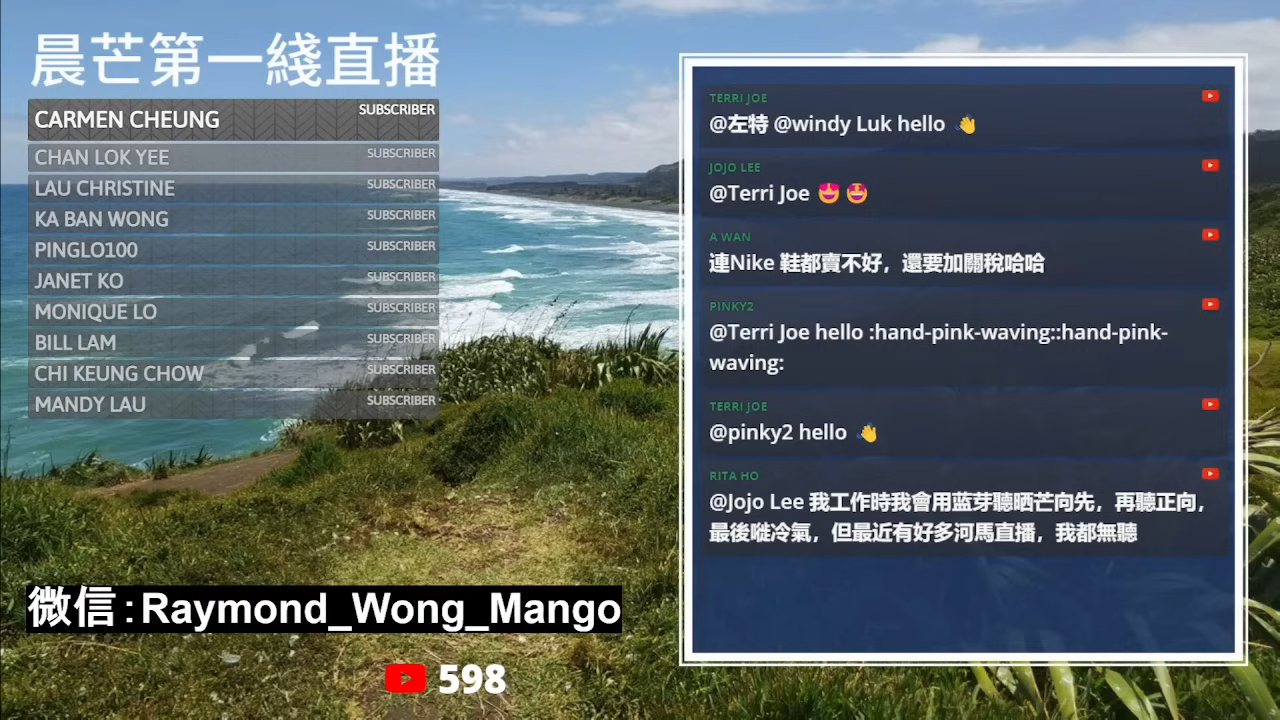 晨芒第一綫直播
CARMEN CHEUNG SUBSCRIBER
CHAN LOK YEE SUBSCRIBER
LAU CHRISTINE SUBSCRIBER
KA BAN WONG SUBSCRIBER
PINGLO100 SUBSCRIBER
JANET KO SUBSCRIBER
MONIQUE LO SUBSCRIBER
BILL LAM SUBSCRIBER
CHI KEUNG CHOW SUBSCRIBER
MANDY LAU SUBSCRIBER
微信:Raymond_Wong_Mango
598
TERRI JOE
@左特 @windy Luk hello 👋
JOJO LEE
@Terri Joe 😍🤩
A WAN
連Nike 鞋都賣不好，還要加關稅哈哈
PINKY2
@Terri Joe hello :hand-pink-waving::hand-pink-
waving:
TERRI JOE
@pinky2 hello 👋
RITA HO
@Jojo Lee 我工作時我會用蓝芽聽晒芒向先，再聽正向，
最後嘥冷氣，但最近有好多河馬直播，我都無聽